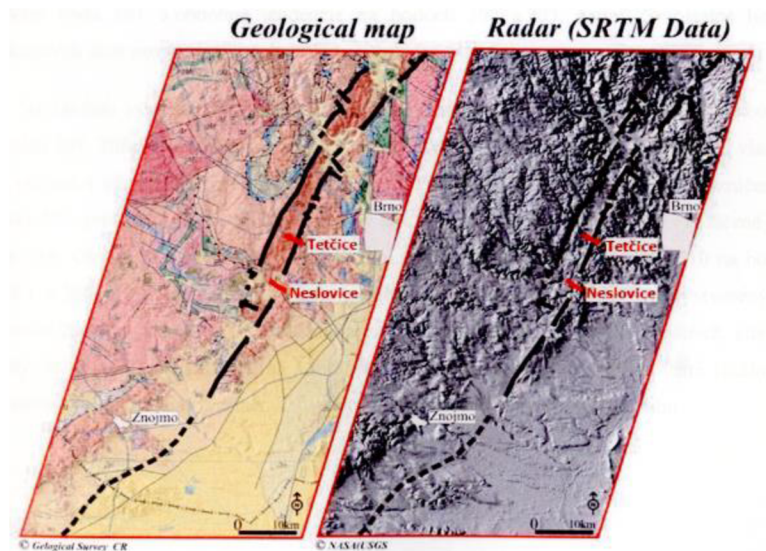 Geological map
Radar (SRTM Data)
Brno
Tetčice
Neslovice
Znojmo
0 10km
© Gelogical Survey CR
Brno
Tetčice
Neslovice
Znojmo
0 10km
© NASA/USGS